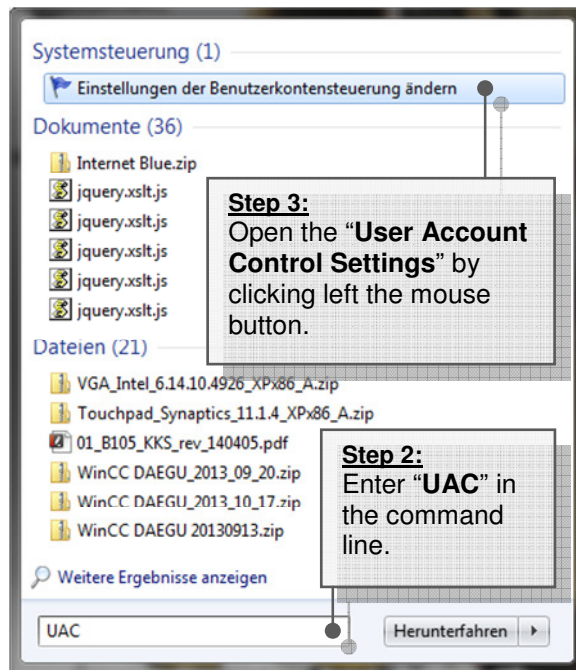 Systemsteuerung (1)
Einstellungen der Benutzerkontensteuerung ändern
Dokumente (36)
Internet Blue.zip
jquery.xslt.js
jquery.xslt.js
jquery.xslt.js
jquery.xslt.js
jquery.xslt.js
Step 3:
Open the “User Account
Control Settings” by
clicking left the mouse
button.
Dateien (21)
VGA_Intel_6.14.10.4926_XPx86_A.zip
Touchpad_Synaptics_11.1.4_XPx86_A.zip
01_B105_KKS_rev_140405.pdf
WinCC DAEGU_2013_09_20.zip
WinCC DAEGU_2013_10_17.zip
WinCC DAEGU 20130913.zip
Step 2:
Enter “UAC” in
the command
line.
Weitere Ergebnisse anzeigen
UAC
Herunterfahren